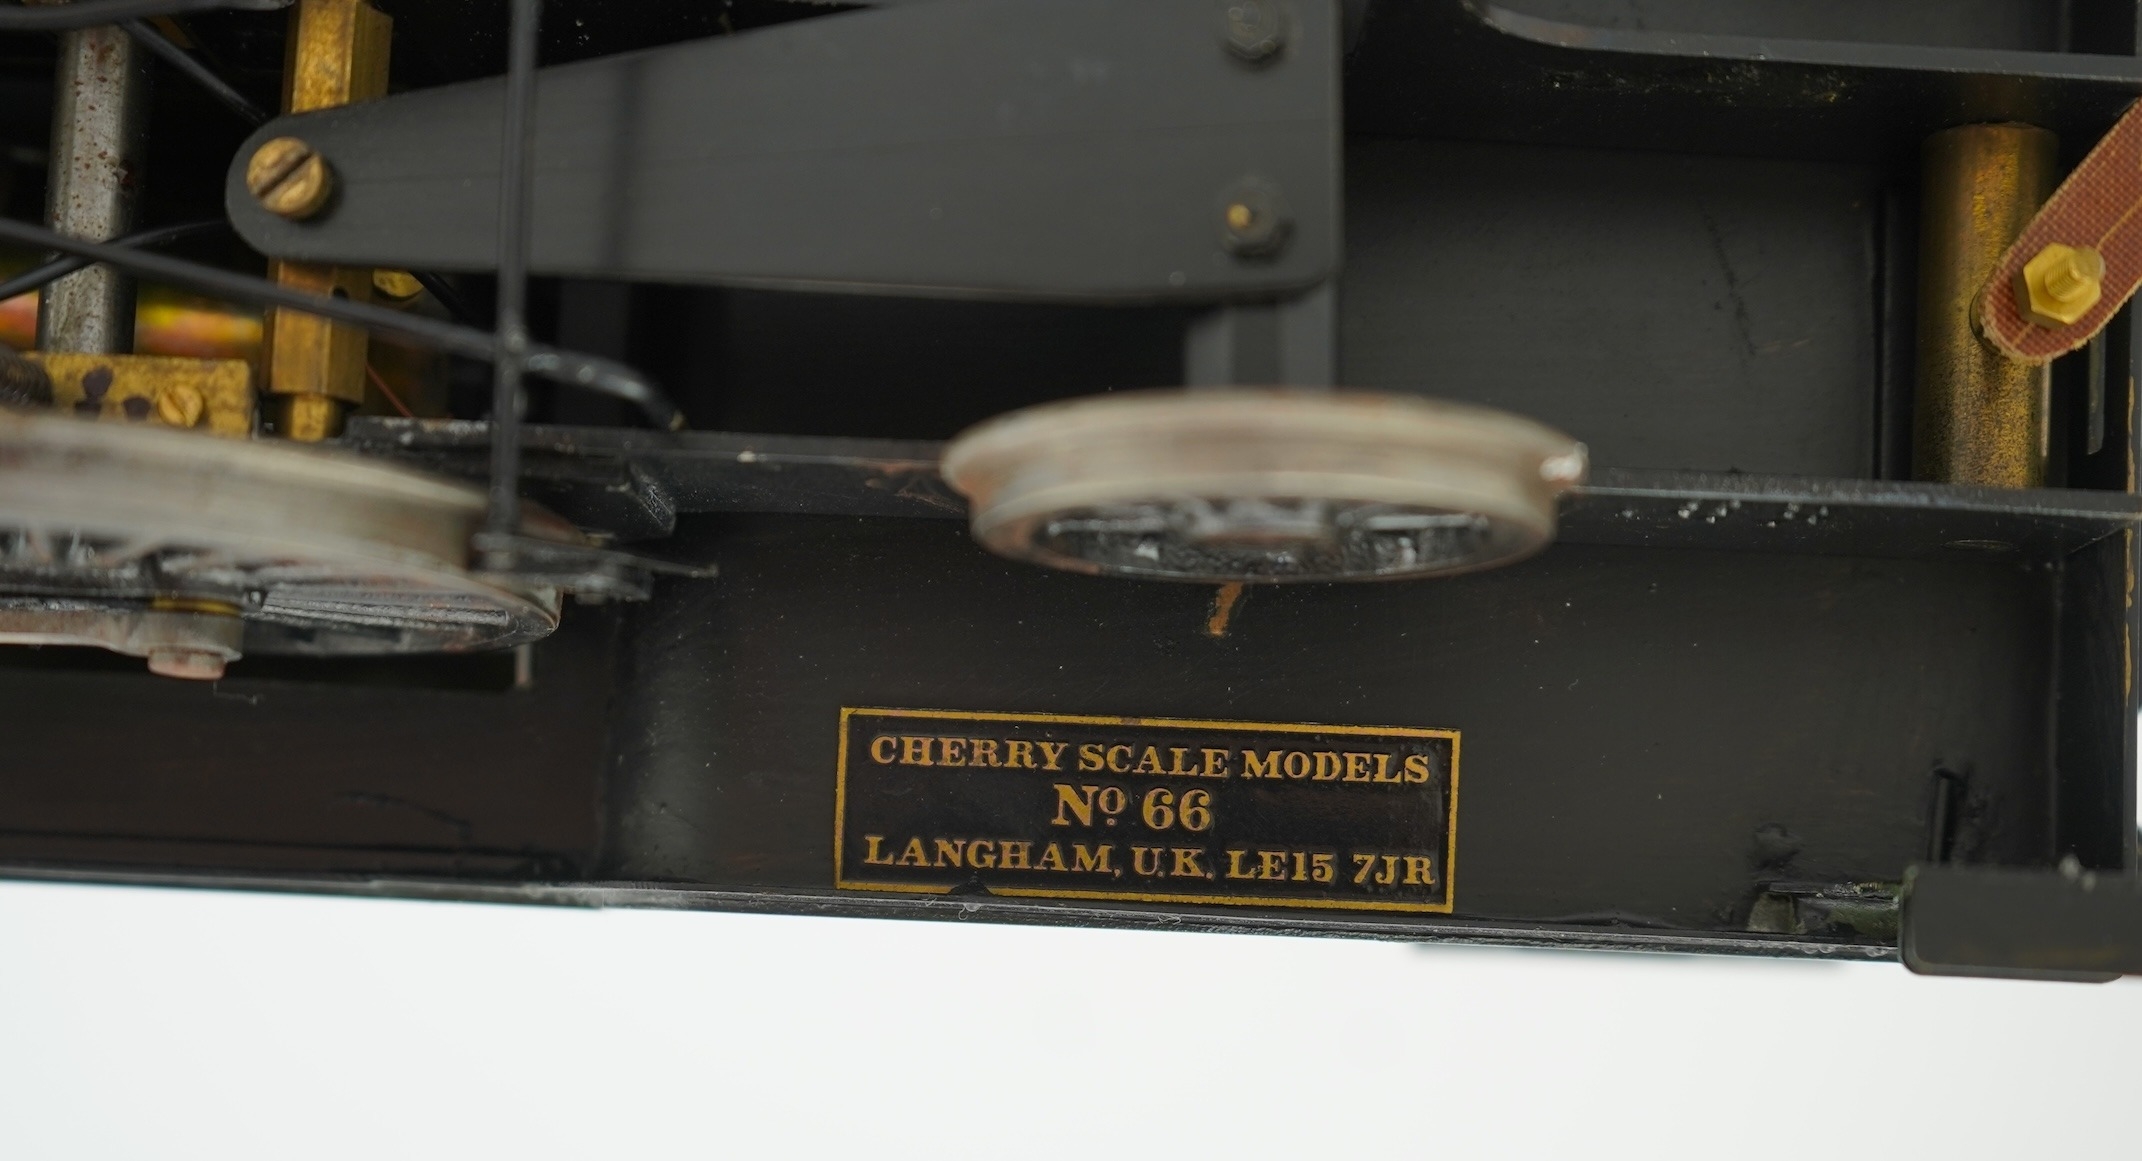 CHERRY SCALE MODELS
Nº 66
LANGHAM, U.K. LE15 7JR